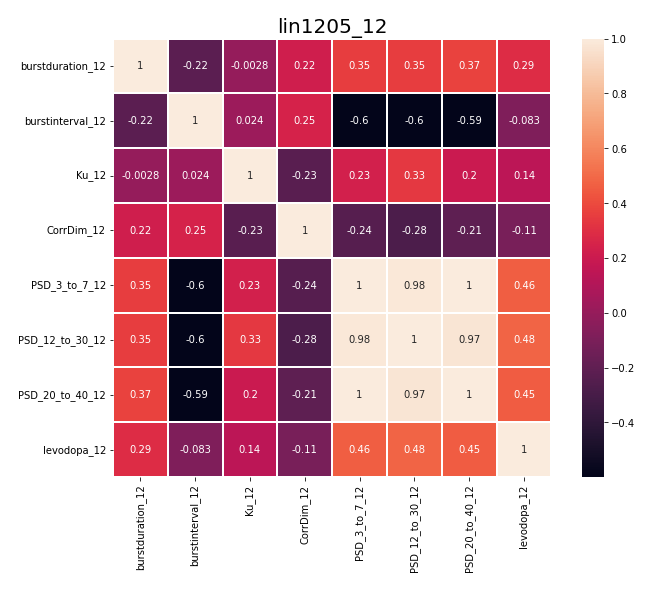 lin1205_12
burstduration_12 1 -0.22 -0.0028 0.22 0.35 0.35 0.37 0.29
burstinterval_12 -0.22 1 0.024 0.25 -0.6 -0.6 -0.59 -0.083
Ku_12 -0.0028 0.024 1 -0.23 0.23 0.33 0.2 0.14
CorrDim_12 0.22 0.25 -0.23 1 -0.24 -0.28 -0.21 -0.11
PSD_3_to_7_12 0.35 -0.6 0.23 -0.24 1 0.98 1 0.46
PSD_12_to_30_12 0.35 -0.6 0.33 -0.28 0.98 1 0.97 0.48
PSD_20_to_40_12 0.37 -0.59 0.2 -0.21 1 0.97 1 0.45
levodopa_12 0.29 -0.083 0.14 -0.11 0.46 0.48 0.45 1
burstduration_12
burstinterval_12
Ku_12
CorrDim_12
PSD_3_to_7_12
PSD_12_to_30_12
PSD_20_to_40_12
levodopa_12
1.0
0.8
0.6
0.4
0.2
0.0
−0.2
−0.4